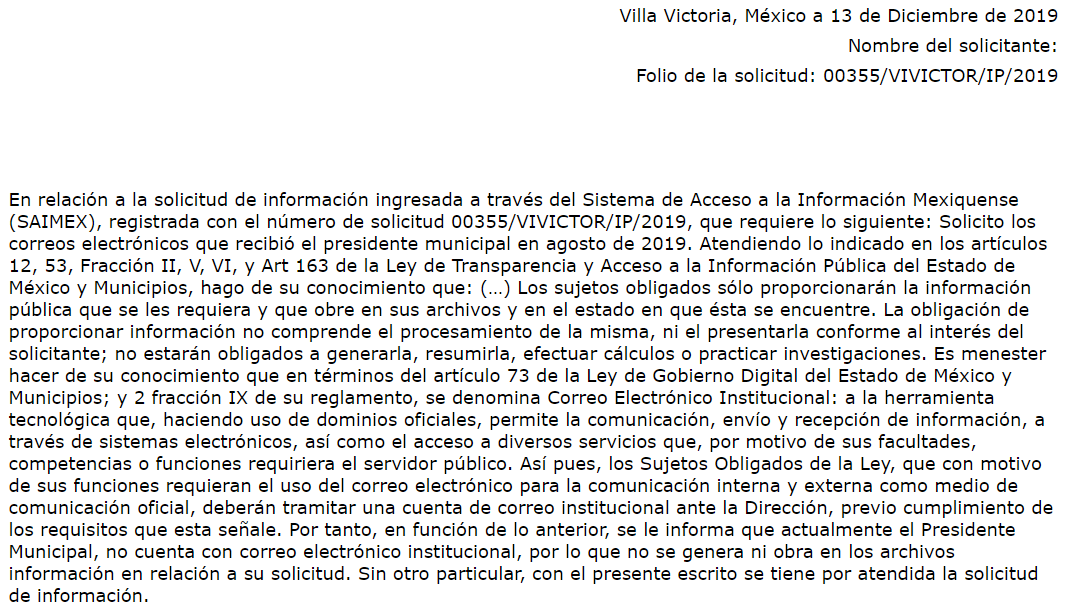 Villa Victoria, México a 13 de Diciembre de 2019
Nombre del solicitante:
Folio de la solicitud: 00355/VIVICTOR/IP/2019
En relación a la solicitud de información ingresada a través del Sistema de Acceso a la Información Mexiquense
(SAIMEX), registrada con el número de solicitud 00355/VIVICTOR/IP/2019, que requiere lo siguiente: Solicito los
correos electrónicos que recibió el presidente municipal en agosto de 2019. Atendiendo lo indicado en los artículos
12, 53, Fracción II, V, VI, y Art 163 de la Ley de Transparencia y Acceso a la Información Pública del Estado de
México y Municipios, hago de su conocimiento que: (…) Los sujetos obligados sólo proporcionarán la información
pública que se les requiera y que obre en sus archivos y en el estado en que ésta se encuentre. La obligación de
proporcionar información no comprende el procesamiento de la misma, ni el presentarla conforme al interés del
solicitante; no estarán obligados a generarla, resumirla, efectuar cálculos o practicar investigaciones. Es menester
hacer de su conocimiento que en términos del artículo 73 de la Ley de Gobierno Digital del Estado de México y
Municipios; y 2 fracción IX de su reglamento, se denomina Correo Electrónico Institucional: a la herramienta
tecnológica que, haciendo uso de dominios oficiales, permite la comunicación, envío y recepción de información, a
través de sistemas electrónicos, así como el acceso a diversos servicios que, por motivo de sus facultades,
competencias o funciones requiriera el servidor público. Así pues, los Sujetos Obligados de la Ley, que con motivo
de sus funciones requieran el uso del correo electrónico para la comunicación interna y externa como medio de
comunicación oficial, deberán tramitar una cuenta de correo institucional ante la Dirección, previo cumplimiento de
los requisitos que esta señale. Por tanto, en función de lo anterior, se le informa que actualmente el Presidente
Municipal, no cuenta con correo electrónico institucional, por lo que no se genera ni obra en los archivos
información en relación a su solicitud. Sin otro particular, con el presente escrito se tiene por atendida la solicitud
de información.